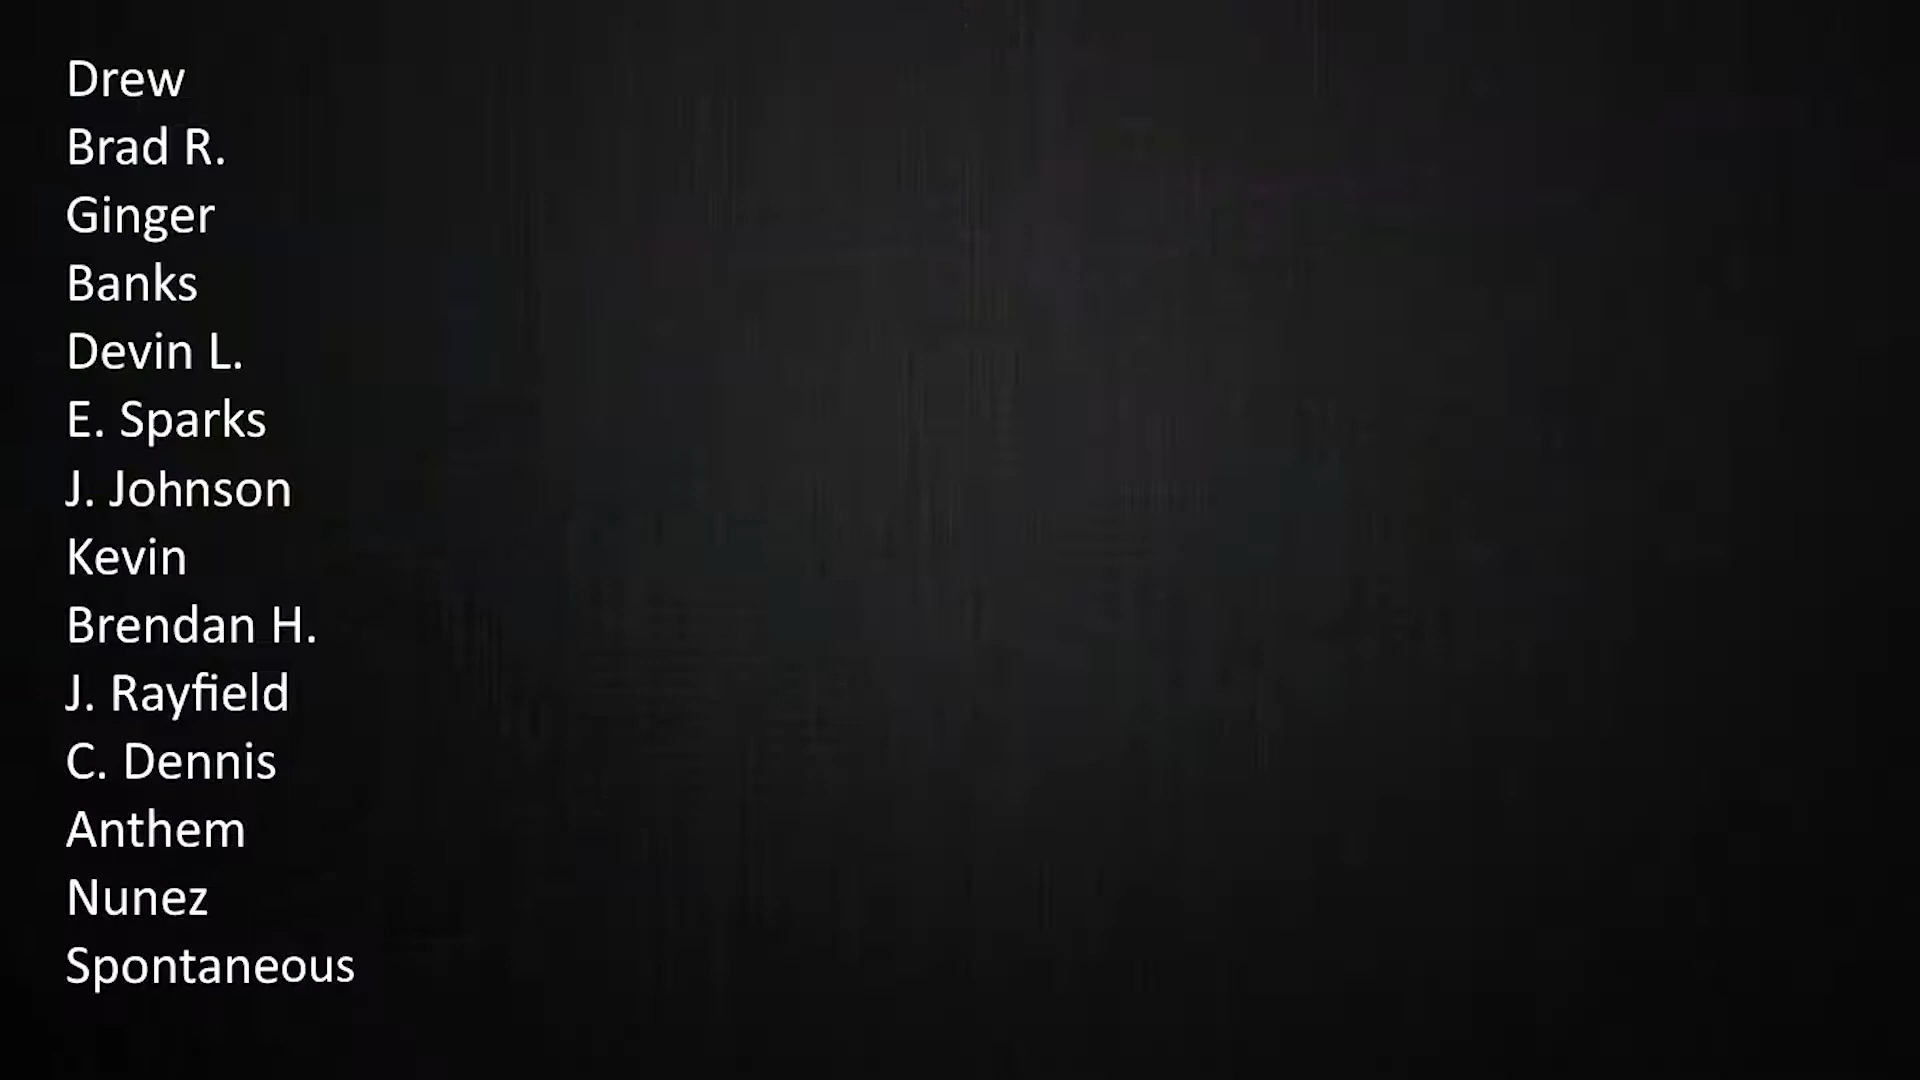 Drew
Brad R.
Ginger
Banks
Devin L.
E. Sparks
J. Johnson
Kevin
Brendan H.
J. Rayfield
C. Dennis
Anthem
Nunez
Spontaneous